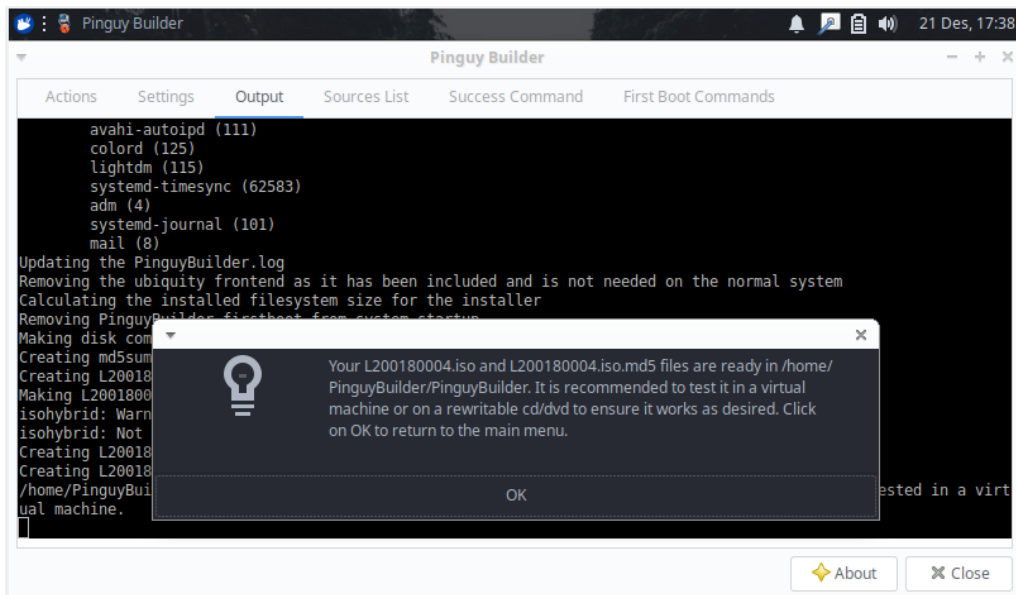 Pinguy Builder
21 Des, 17:38
Pinguy Builder
Actions Settings Output Sources List Success Command First Boot Commands
avahi-autoipd (111)
colord (125)
lightdm (115)
systemd-timesync (62583)
adm (4)
systemd-journal (101)
mail (8)
Updating the PinguyBuilder.log
Removing the ubiquity frontend as it has been included and is not needed on the normal system
Calculating the installed filesystem size for the installer
Removing PinguyBuilder-firstboot from system startup
Making disk com
Creating md5sum
Creating L20018
Making L2001800
isohybrid: Warn
isohybrid: Not
Creating L20018
Creating L20018
/home/PinguyBui ested in a virt
ual machine.
Your L200180004.iso and L200180004.iso.md5 files are ready in /home/
PinguyBuilder/PinguyBuilder. It is recommended to test it in a virtual
machine or on a rewritable cd/dvd to ensure it works as desired. Click
on OK to return to the main menu.
OK
About Close